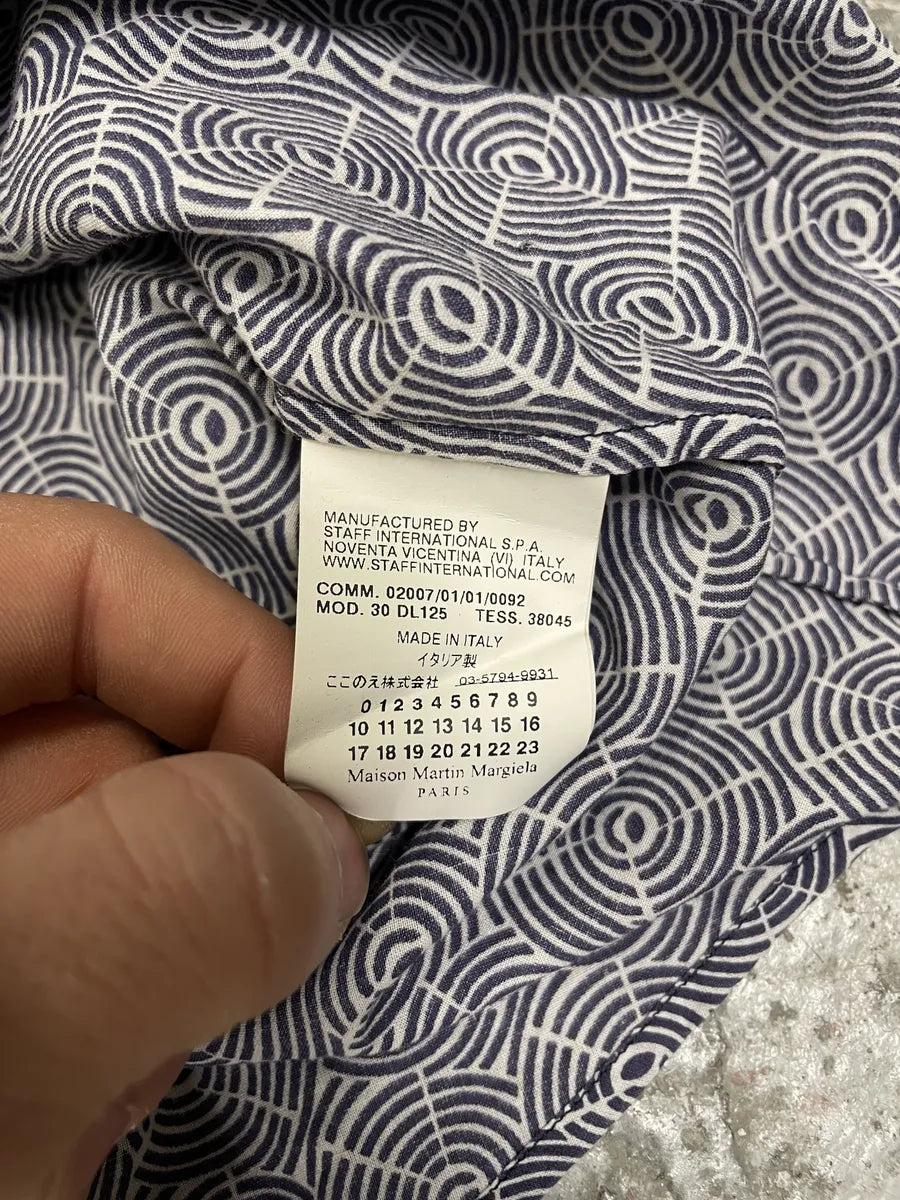 MANUFACTURED BY
STAFF INTERNATIONAL S.P.A.
NOVENTA VICENTINA (VI) ITALY
WWW.STAFFINTERNATIONAL.COM
COMM. 02007/01/01/0092
MOD. 30 DL125 TESS. 38045
MADE IN ITALY
イタリア製
ここのえ株式会社 03-5794-9931
0 1 2 3 4 5 6 7 8 9
10 11 12 13 14 15 16
17 18 19 20 21 22 23
Maison Martin Margiela
PARIS